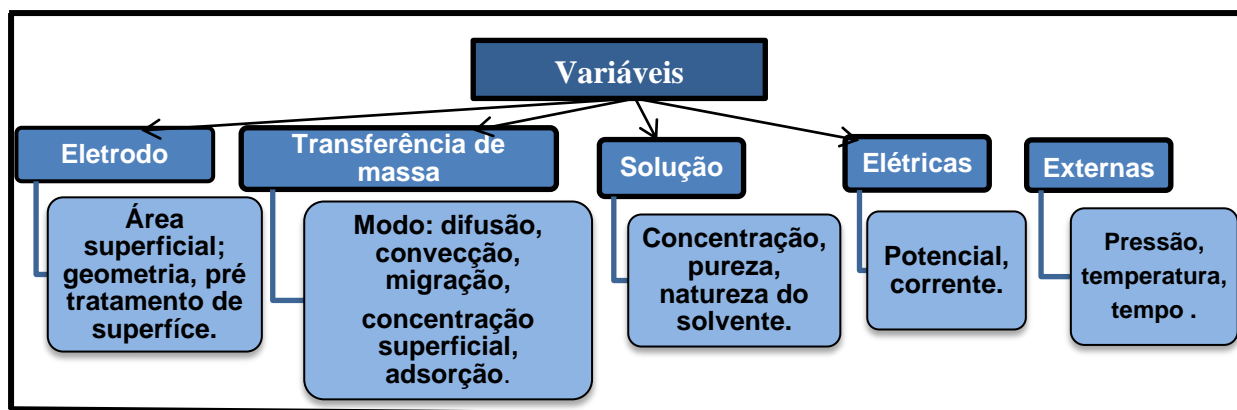 Variáveis
Eletrodo
Área
superficial;
geometria, pré
tratamento de
superfíce.
Transferência de
massa
Modo: difusão,
convecção,
migração,
concentração
superficial,
adsorção.
Solução
Concentração,
pureza,
natureza do
solvente.
Elétricas
Potencial,
corrente.
Externas
Pressão,
temperatura,
tempo .